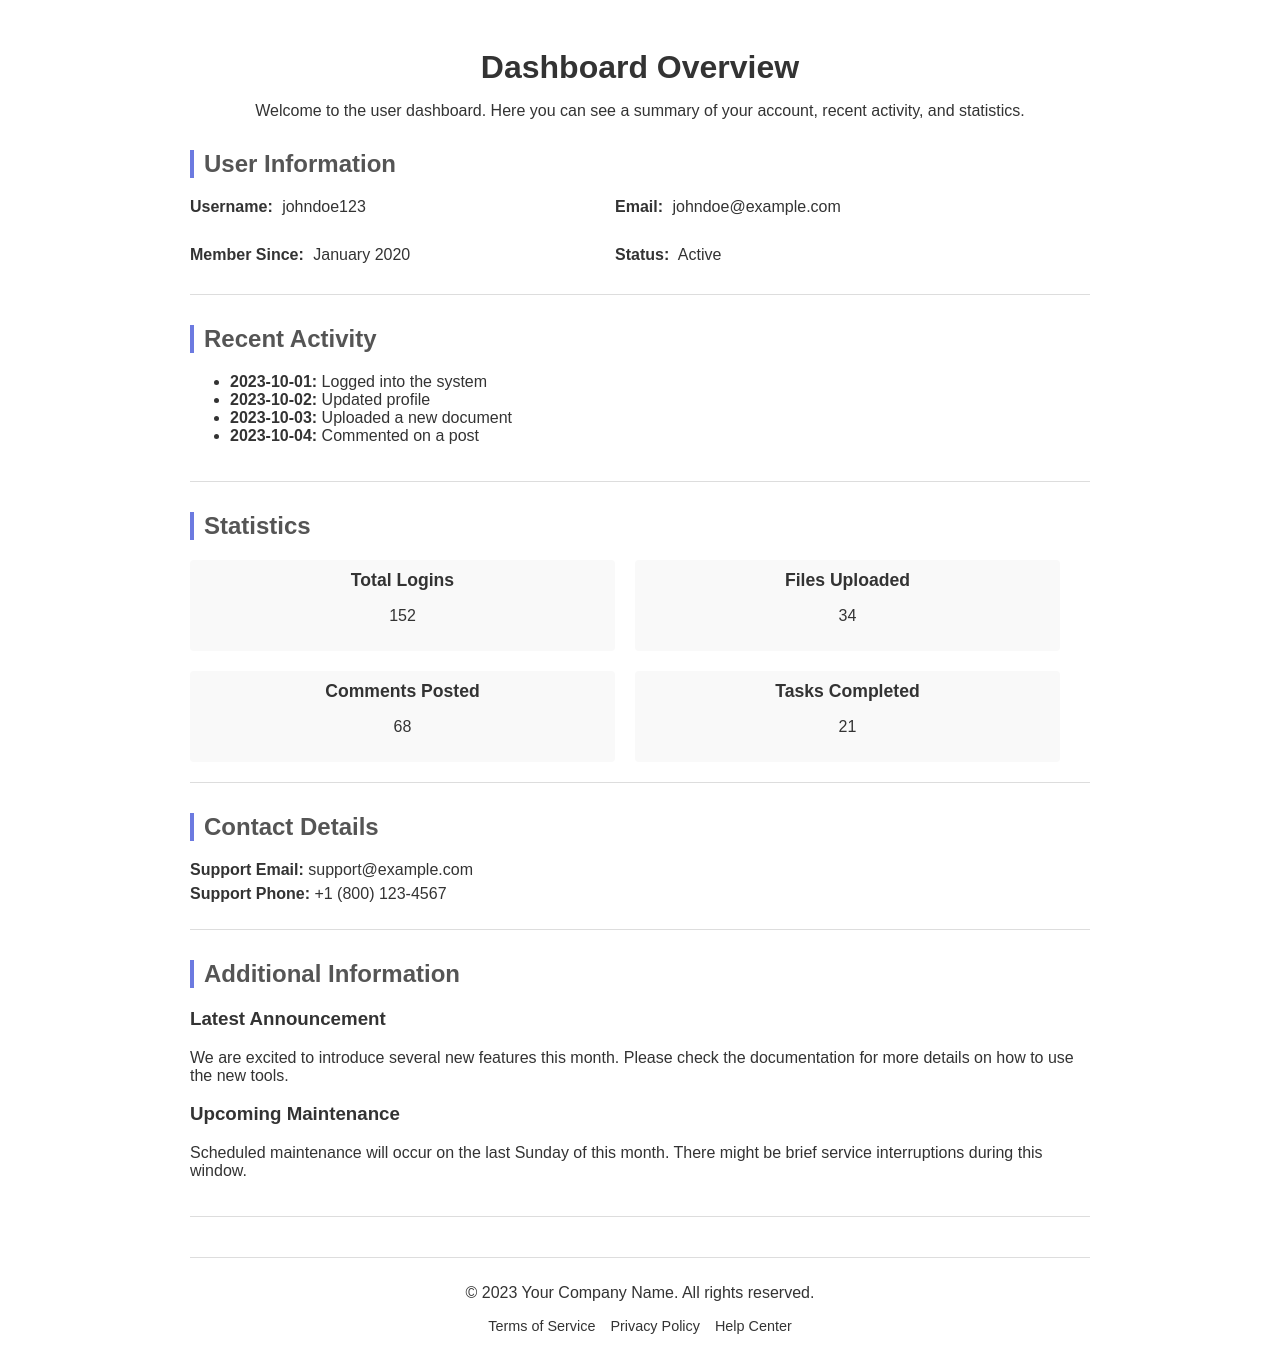 Dashboard Overview
Welcome to the user dashboard. Here you can see a summary of your account, recent activity, and statistics.
User Information
Username: johndoe123
Email: johndoe@example.com
Member Since: January 2020
Status: Active
Recent Activity
2023-10-01: Logged into the system
2023-10-02: Updated profile
2023-10-03: Uploaded a new document
2023-10-04: Commented on a post
Statistics
Total Logins
152
Files Uploaded
34
Comments Posted
68
Tasks Completed
21
Contact Details
Support Email: support@example.com
Support Phone: +1 (800) 123-4567
Additional Information
Latest Announcement
We are excited to introduce several new features this month. Please check the documentation for more details on how to use
the new tools.
Upcoming Maintenance
Scheduled maintenance will occur on the last Sunday of this month. There might be brief service interruptions during this
window.
© 2023 Your Company Name. All rights reserved.
Terms of Service Privacy Policy Help Center